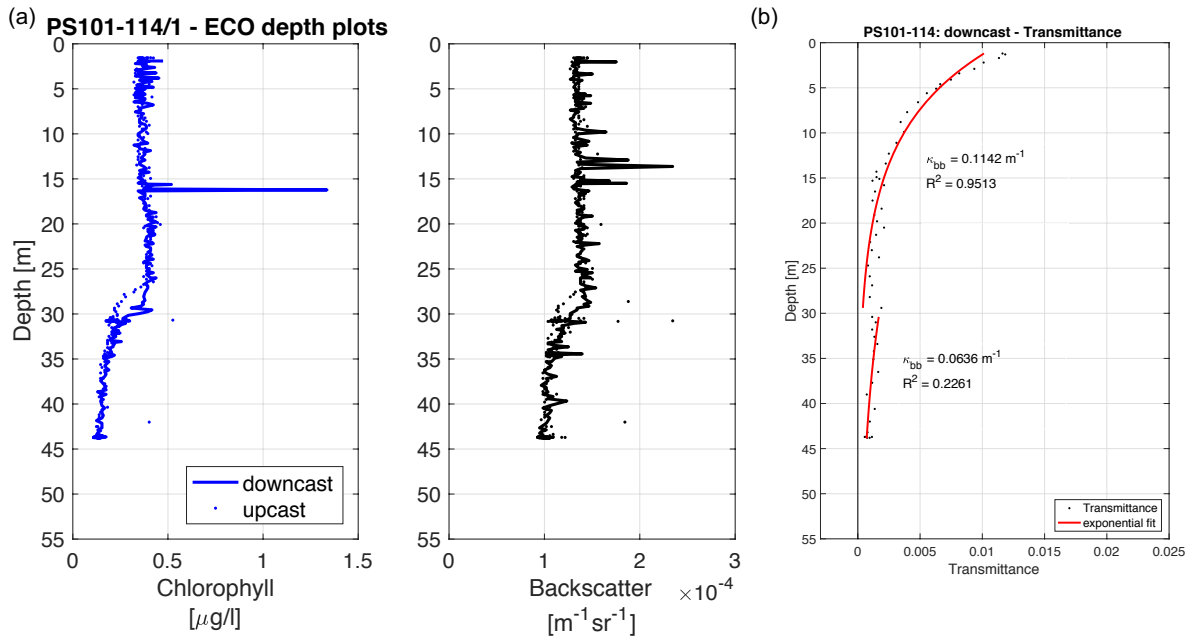 (a)
PS101-114/1 - ECO depth plots
0
5
10
15
20
25
30
35
40
45
50
55
Depth [m]
downcast
upcast
0 0.5 1 1.5
Chlorophyll
[μg/l]
0
5
10
15
20
25
30
35
40
45
50
55
0 1 2 3
Backscatter ×10⁻⁴
[m⁻¹sr⁻¹]
(b)
PS101-114: downcast - Transmittance
0
5
10
15
20
25
30
35
40
45
50
55
Depth [m]
κbb = 0.1142 m⁻¹
R² = 0.9513
κbb = 0.0636 m⁻¹
R² = 0.2261
Transmittance
exponential fit
0 0.005 0.01 0.015 0.02 0.025
Transmittance